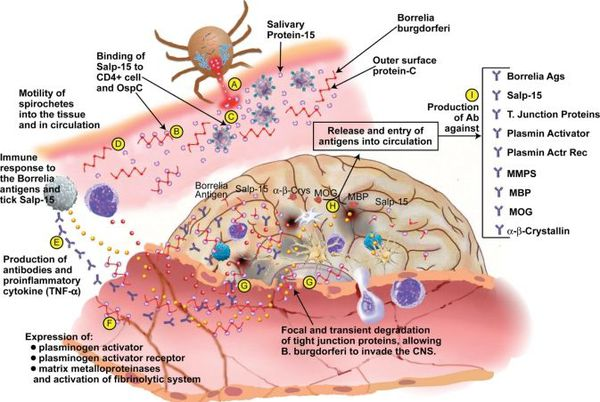 Salivary
Protein-15
Borrelia
burgdorferi
Binding of
Salp-15 to
CD4+ cell
and OspC
Outer surface
protein-C
Motility of
spirochetes
into the tissue
and in circulation
A
B
C
D
Immune
response to
the Borrelia
antigens and
tick Salp-15
E
Production of
antibodies and
proinflammatory
cytokine (TNF-α)
F
Expression of:
● plasminogen activator
● plasminogen activator receptor
● matrix metalloproteinases
and activation of fibrinolytic system
Borrelia
Antigen
Salp-15
α-β-Crys
MOG
MBP
Salp-15
H
G
G
Focal and transient degradation
of tight junction proteins, allowing
B. burgdorferi to invade the CNS.
Release and entry of
antigens into circulation
I
Production
of Ab
against
Borrelia Ags
Salp-15
T. Junction Proteins
Plasmin Activator
Plasmin Actr Rec
MMPS
MBP
MOG
α-β-Crystallin